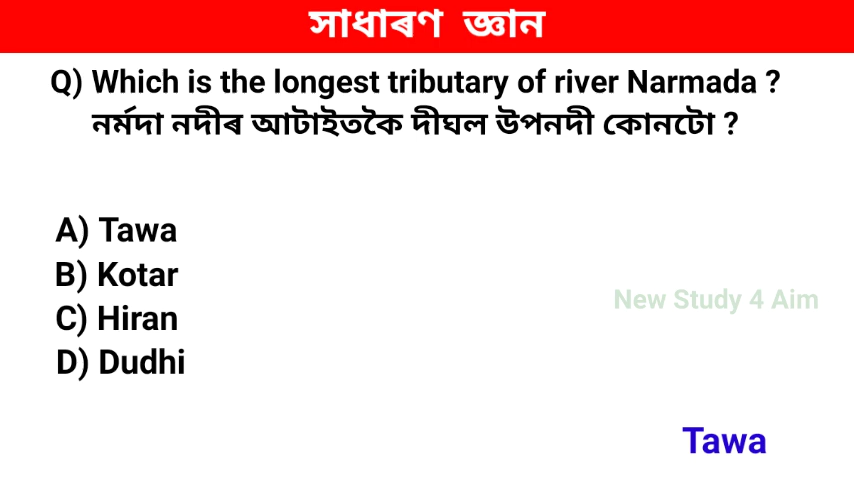 সাধাৰণ জ্ঞান
Q) Which is the longest tributary of river Narmada ?
নৰ্মদা নদীৰ আটাইতকৈ দীঘল উপনদী কোনটো ?
A) Tawa
B) Kotar
C) Hiran
D) Dudhi
New Study 4 Aim
Tawa